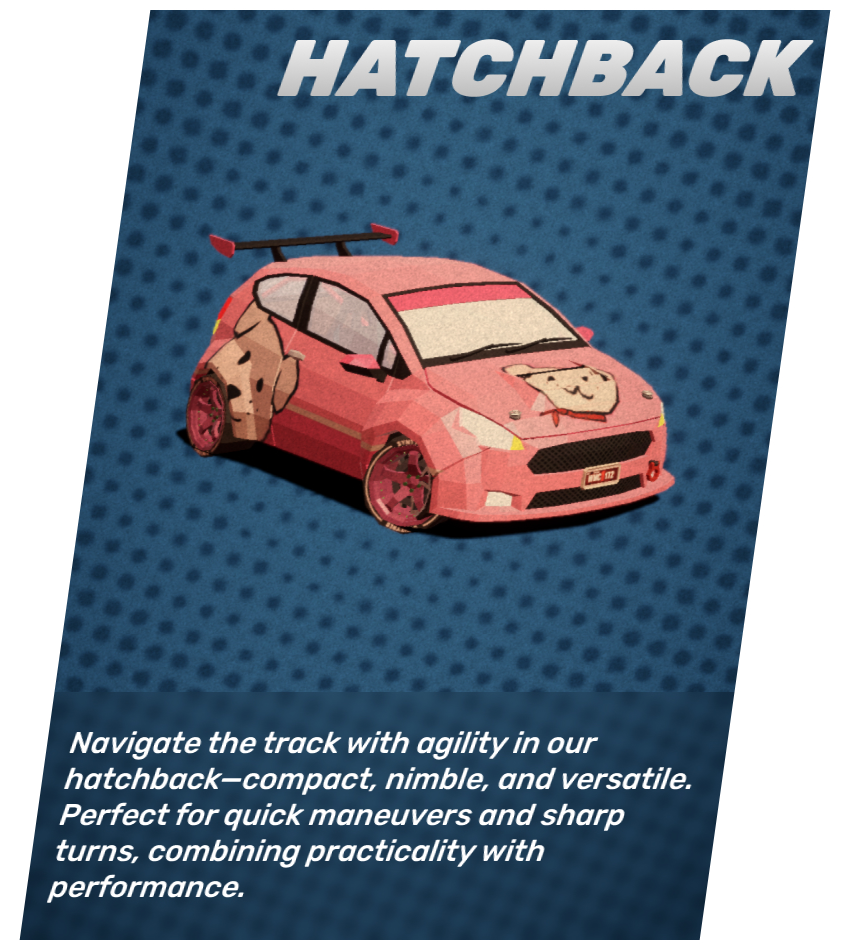 HATCHBACK
Navigate the track with agility in our
hatchback—compact, nimble, and versatile.
Perfect for quick maneuvers and sharp
turns, combining practicality with
performance.